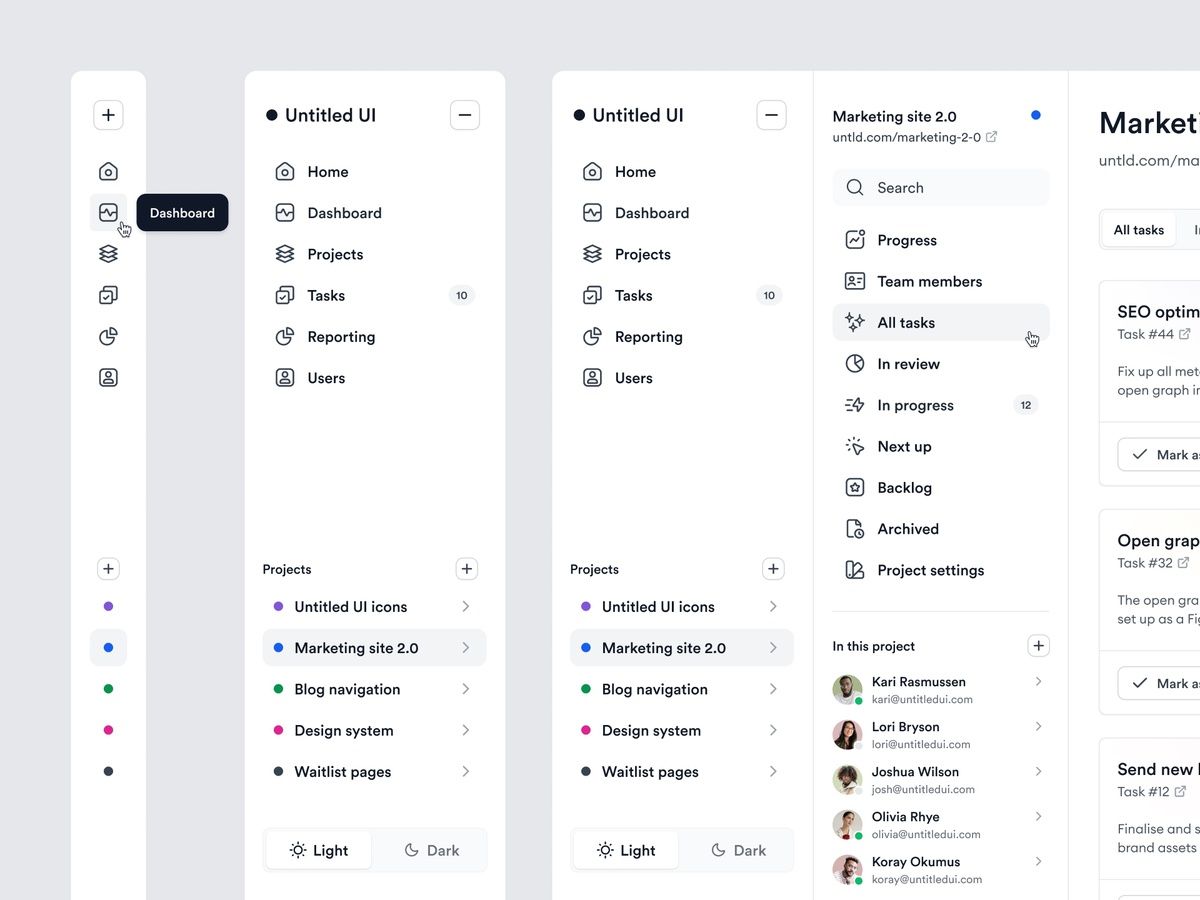 Dashboard
Untitled UI
Home
Dashboard
Projects
Tasks
10
Reporting
Users
Projects
Untitled UI icons
Marketing site 2.0
Blog navigation
Design system
Waitlist pages
Light
Dark
Untitled UI
Home
Dashboard
Projects
Tasks
10
Reporting
Users
Projects
Untitled UI icons
Marketing site 2.0
Blog navigation
Design system
Waitlist pages
Light
Dark
Marketing site 2.0
untld.com/marketing-2-0
Search
Progress
Team members
All tasks
In review
In progress
12
Next up
Backlog
Archived
Project settings
In this project
Kari Rasmussen
kari@untitledui.com
Lori Bryson
lori@untitledui.com
Joshua Wilson
josh@untitledui.com
Olivia Rhye
olivia@untitledui.com
Koray Okumus
koray@untitledui.com
Marketi
untld.com/ma
All tasks
SEO optim
Task #44
Fix up all met
open graph i
Mark as
Open grap
Task #32
The open gra
set up as a Fi
Mark as
Send new
Task #12
Finalise and s
brand assets